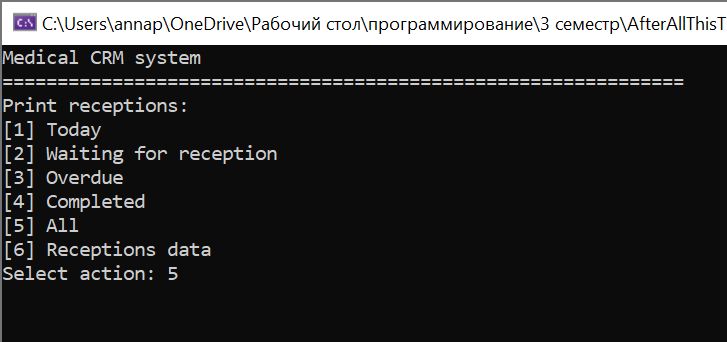 C:\Users\annap\OneDrive\Рабочий стол\программирование\3 семестр\AfterAllThisT
Medical CRM system
==============================================================
Print receptions:
[1] Today
[2] Waiting for reception
[3] Overdue
[4] Completed
[5] All
[6] Receptions data
Select action: 5